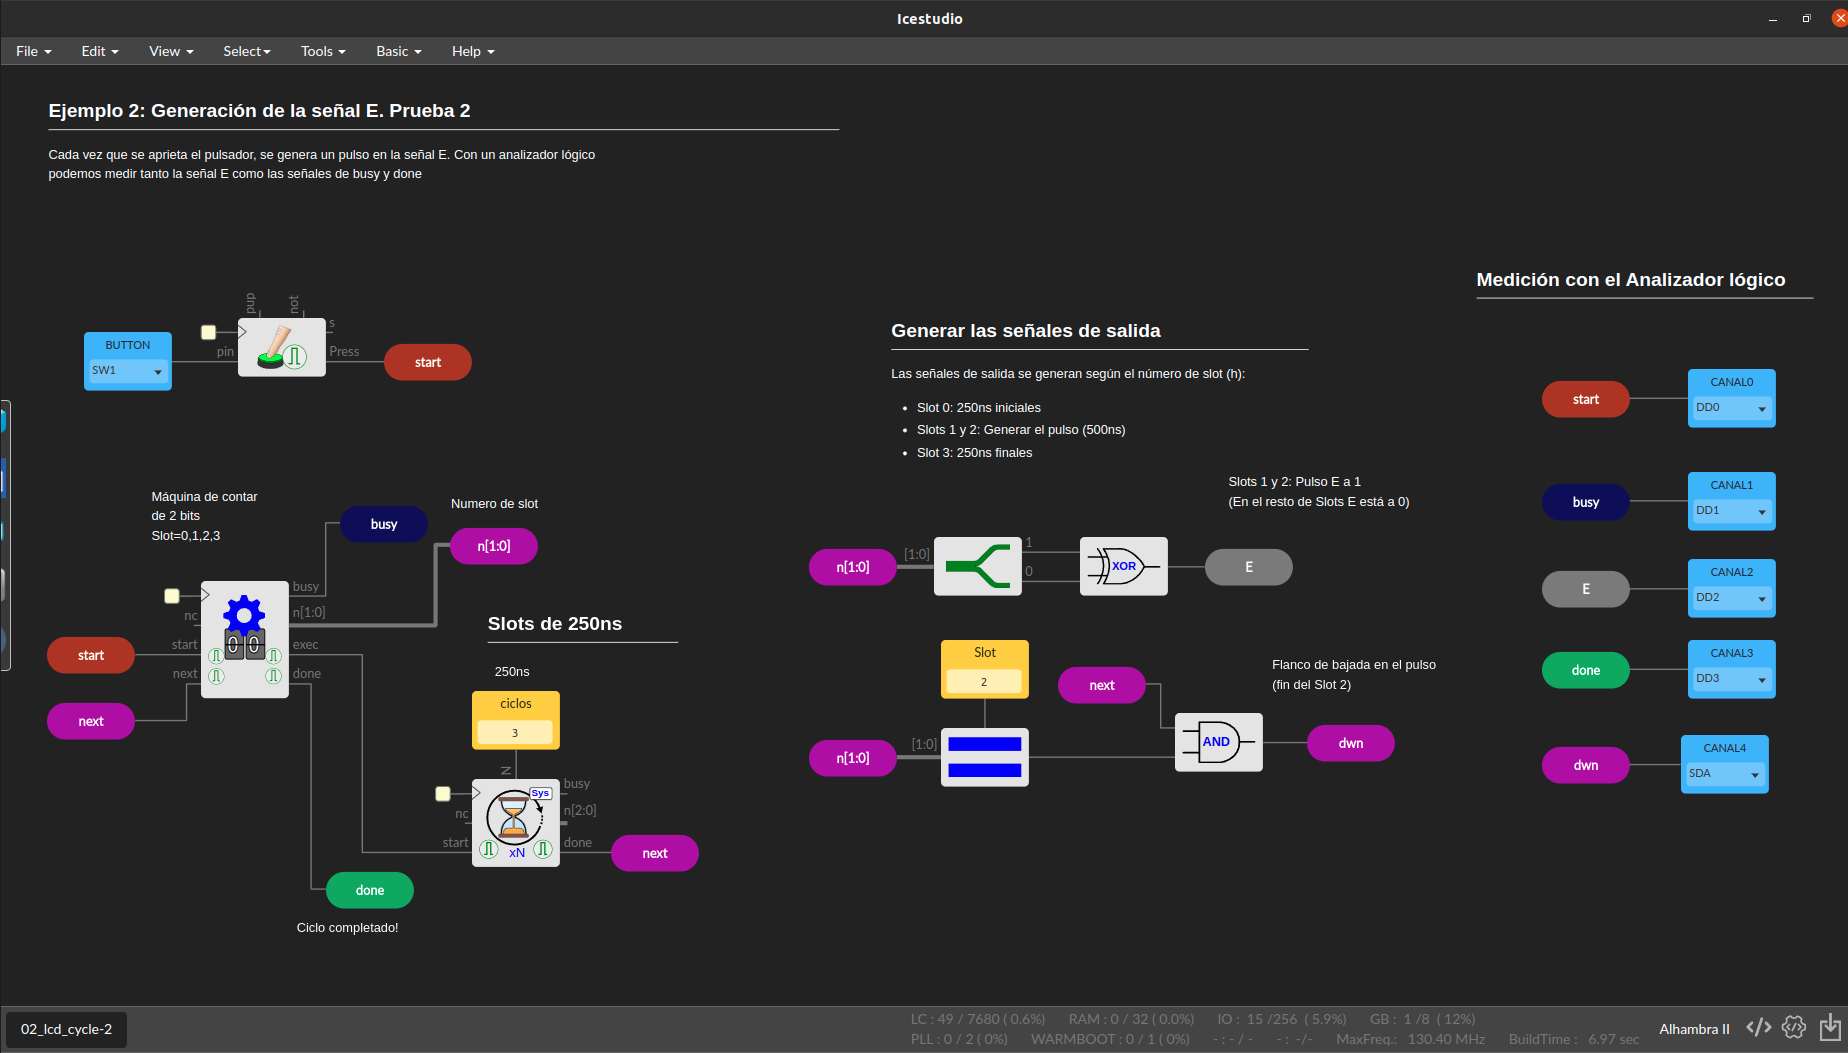 Icestudio
File Edit View Select Tools Basic Help
Ejemplo 2: Generación de la señal E. Prueba 2
Cada vez que se aprieta el pulsador, se genera un pulso en la señal E. Con un analizador lógico
podemos medir tanto la señal E como las señales de busy y done
BUTTON
SW1
pup
not
pin
s
Press
start
Máquina de contar
de 2 bits
Slot=0,1,2,3
busy
Numero de slot
n[1:0]
nc
start
next
busy
n[1:0]
exec
done
00
start
next
Slots de 250ns
250ns
ciclos
3
N
nc
start
Sys
xN
busy
n[2:0]
done
next
done
Ciclo completado!
Generar las señales de salida
Las señales de salida se generan según el número de slot (h):
Slot 0: 250ns iniciales
Slots 1 y 2: Generar el pulso (500ns)
Slot 3: 250ns finales
Slots 1 y 2: Pulso E a 1
(En el resto de Slots E está a 0)
n[1:0]
[1:0]
1
0
XOR
E
Slot
2
next
Flanco de bajada en el pulso
(fin del Slot 2)
n[1:0]
[1:0]
AND
dwn
Medición con el Analizador lógico
start
CANAL0
DD0
busy
CANAL1
DD1
E
CANAL2
DD2
done
CANAL3
DD3
dwn
CANAL4
SDA
02_lcd_cycle-2
LC : 49 / 7680 ( 0.6%) RAM : 0 / 32 ( 0.0%) IO : 15 /256 ( 5.9%) GB : 1 /8 ( 12%)
PLL : 0 / 2 ( 0%) WARMBOOT : 0 / 1 ( 0%) - : - / - - : -/- MaxFreq.: 130.40 MHz BuildTime : 6.97 sec
Alhambra II